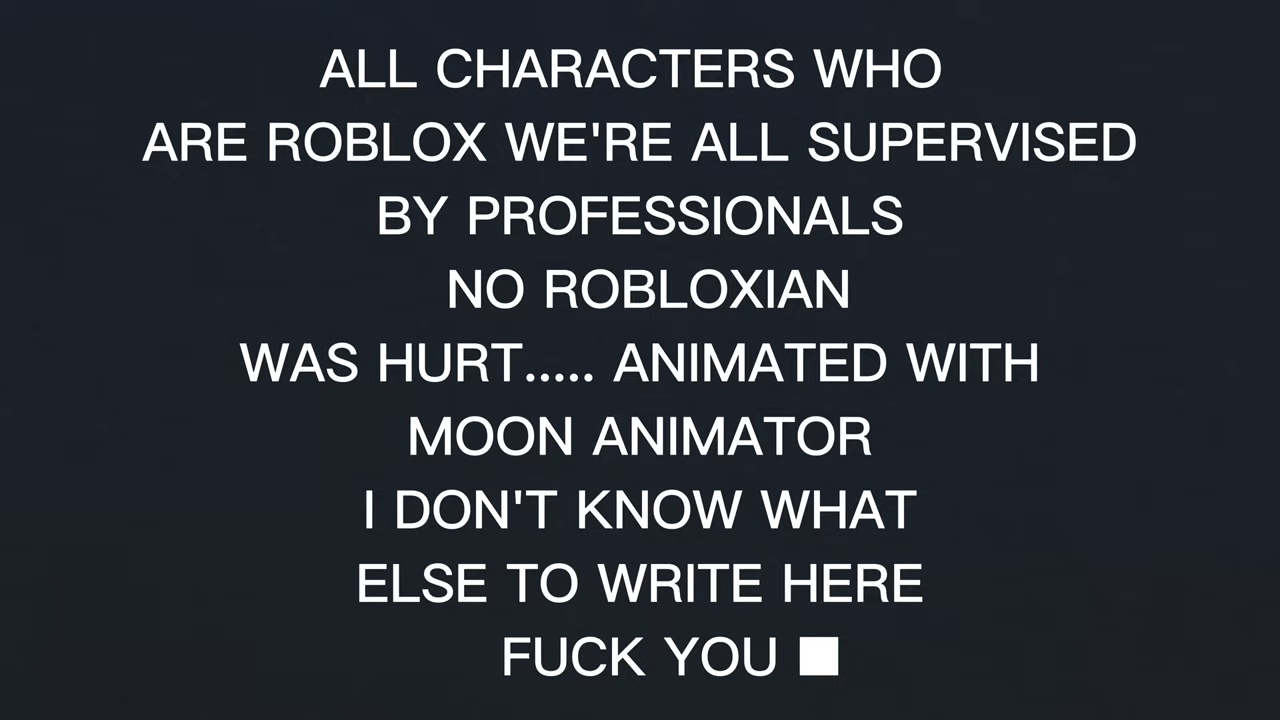 ALL CHARACTERS WHO
ARE ROBLOX WE'RE ALL SUPERVISED
BY PROFESSIONALS
NO ROBLOXIAN
WAS HURT..... ANIMATED WITH
MOON ANIMATOR
I DON'T KNOW WHAT
ELSE TO WRITE HERE
FUCK YOU